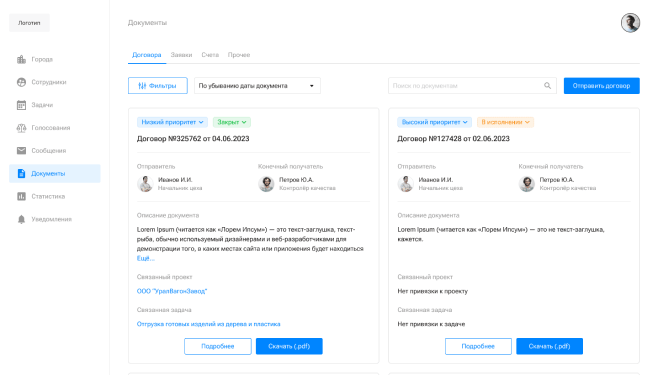 Логотип
Документы
Города
Сотрудники
Задачи
Голосования
Сообщения
Документы
Статистика
Уведомления
Договора Заявки Счета Прочее
Фильтры
По убыванию даты документа
Поиск по документам
Отправить договор
Низкий приоритет Закрыт
Договор №325762 от 04.06.2023
Отправитель Конечный получатель
Иванов И.И. Петров Ю.А.
Начальник цеха Контролёр качества
Описание документа
Lorem Ipsum (читается как «Лорем Ипсум») — это текст-заглушка, текст-
рыба, обычно используемый дизайнерами и веб-разработчиками для
демонстрации того, в каких местах сайта или приложения будет находиться
Ещё...
Связанный проект
ООО "УралВагонЗавод"
Связанная задача
Отгрузка готовых изделий из дерева и пластика
Подробнее Скачать (.pdf)
Высокий приоритет В исполнении
Договор №127428 от 02.06.2023
Отправитель Конечный получатель
Иванов И.И. Петров Ю.А.
Начальник цеха Контролёр качества
Описание документа
Lorem Ipsum (читается как «Лорем Ипсум») — это не текст-заглушка,
кажется.
Связанный проект
Нет привязки к проекту
Связанная задача
Нет привязки к задаче
Подробнее Скачать (.pdf)